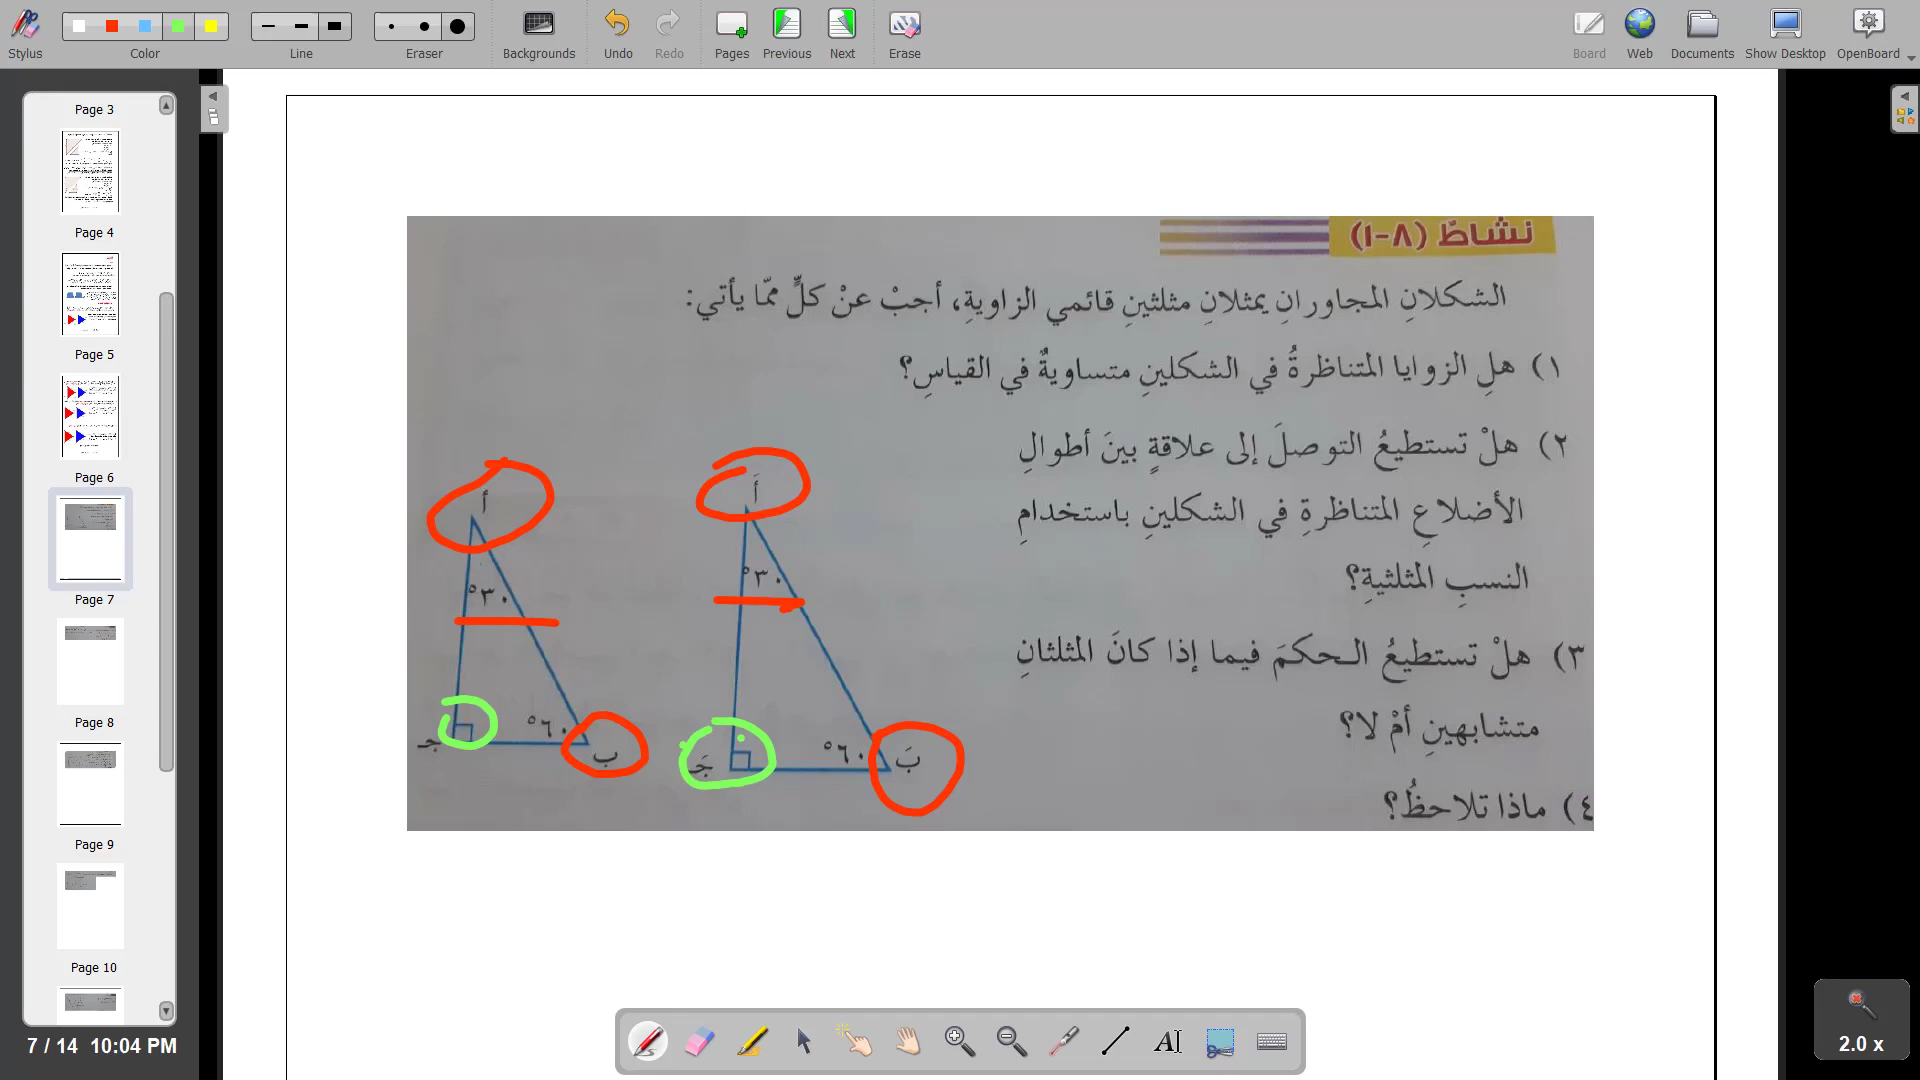 Stylus
Color
Line
Eraser
Backgrounds
Undo
Redo
Pages
Previous
Next
Erase
Board
Web
Documents
Show Desktop
OpenBoard
Page 3
Page 4
Page 5
Page 6
Page 7
Page 8
Page 9
Page 10
7 / 14 10:04 PM
نشاطٌ (٨-١)
الشكلانِ المجاورانِ يمثلانِ مثلثينِ قائمي الزاويةِ، أجبْ عنْ كلٍّ ممّا يأتي:
١) هلِ الزوايا المتناظرةُ في الشكلينِ متساويةٌ في القياسِ؟
٢) هلْ تستطيعُ التوصلَ إلى علاقةٍ بينَ أطوالِ
الأضلاعِ المتناظرةِ في الشكلينِ باستخدامِ
النسبِ المثلثيةِ؟
٣) هلْ تستطيعُ الـحكمَ فيما إذا كانَ المثلثانِ
متشابهينِ أمْ لا؟
٤) ماذا تلاحظُ؟
أَ
٣٠°
٦٠°
بَ
جَـ
أ
٣٠°
٦٠°
ب
جـ
2.0 x